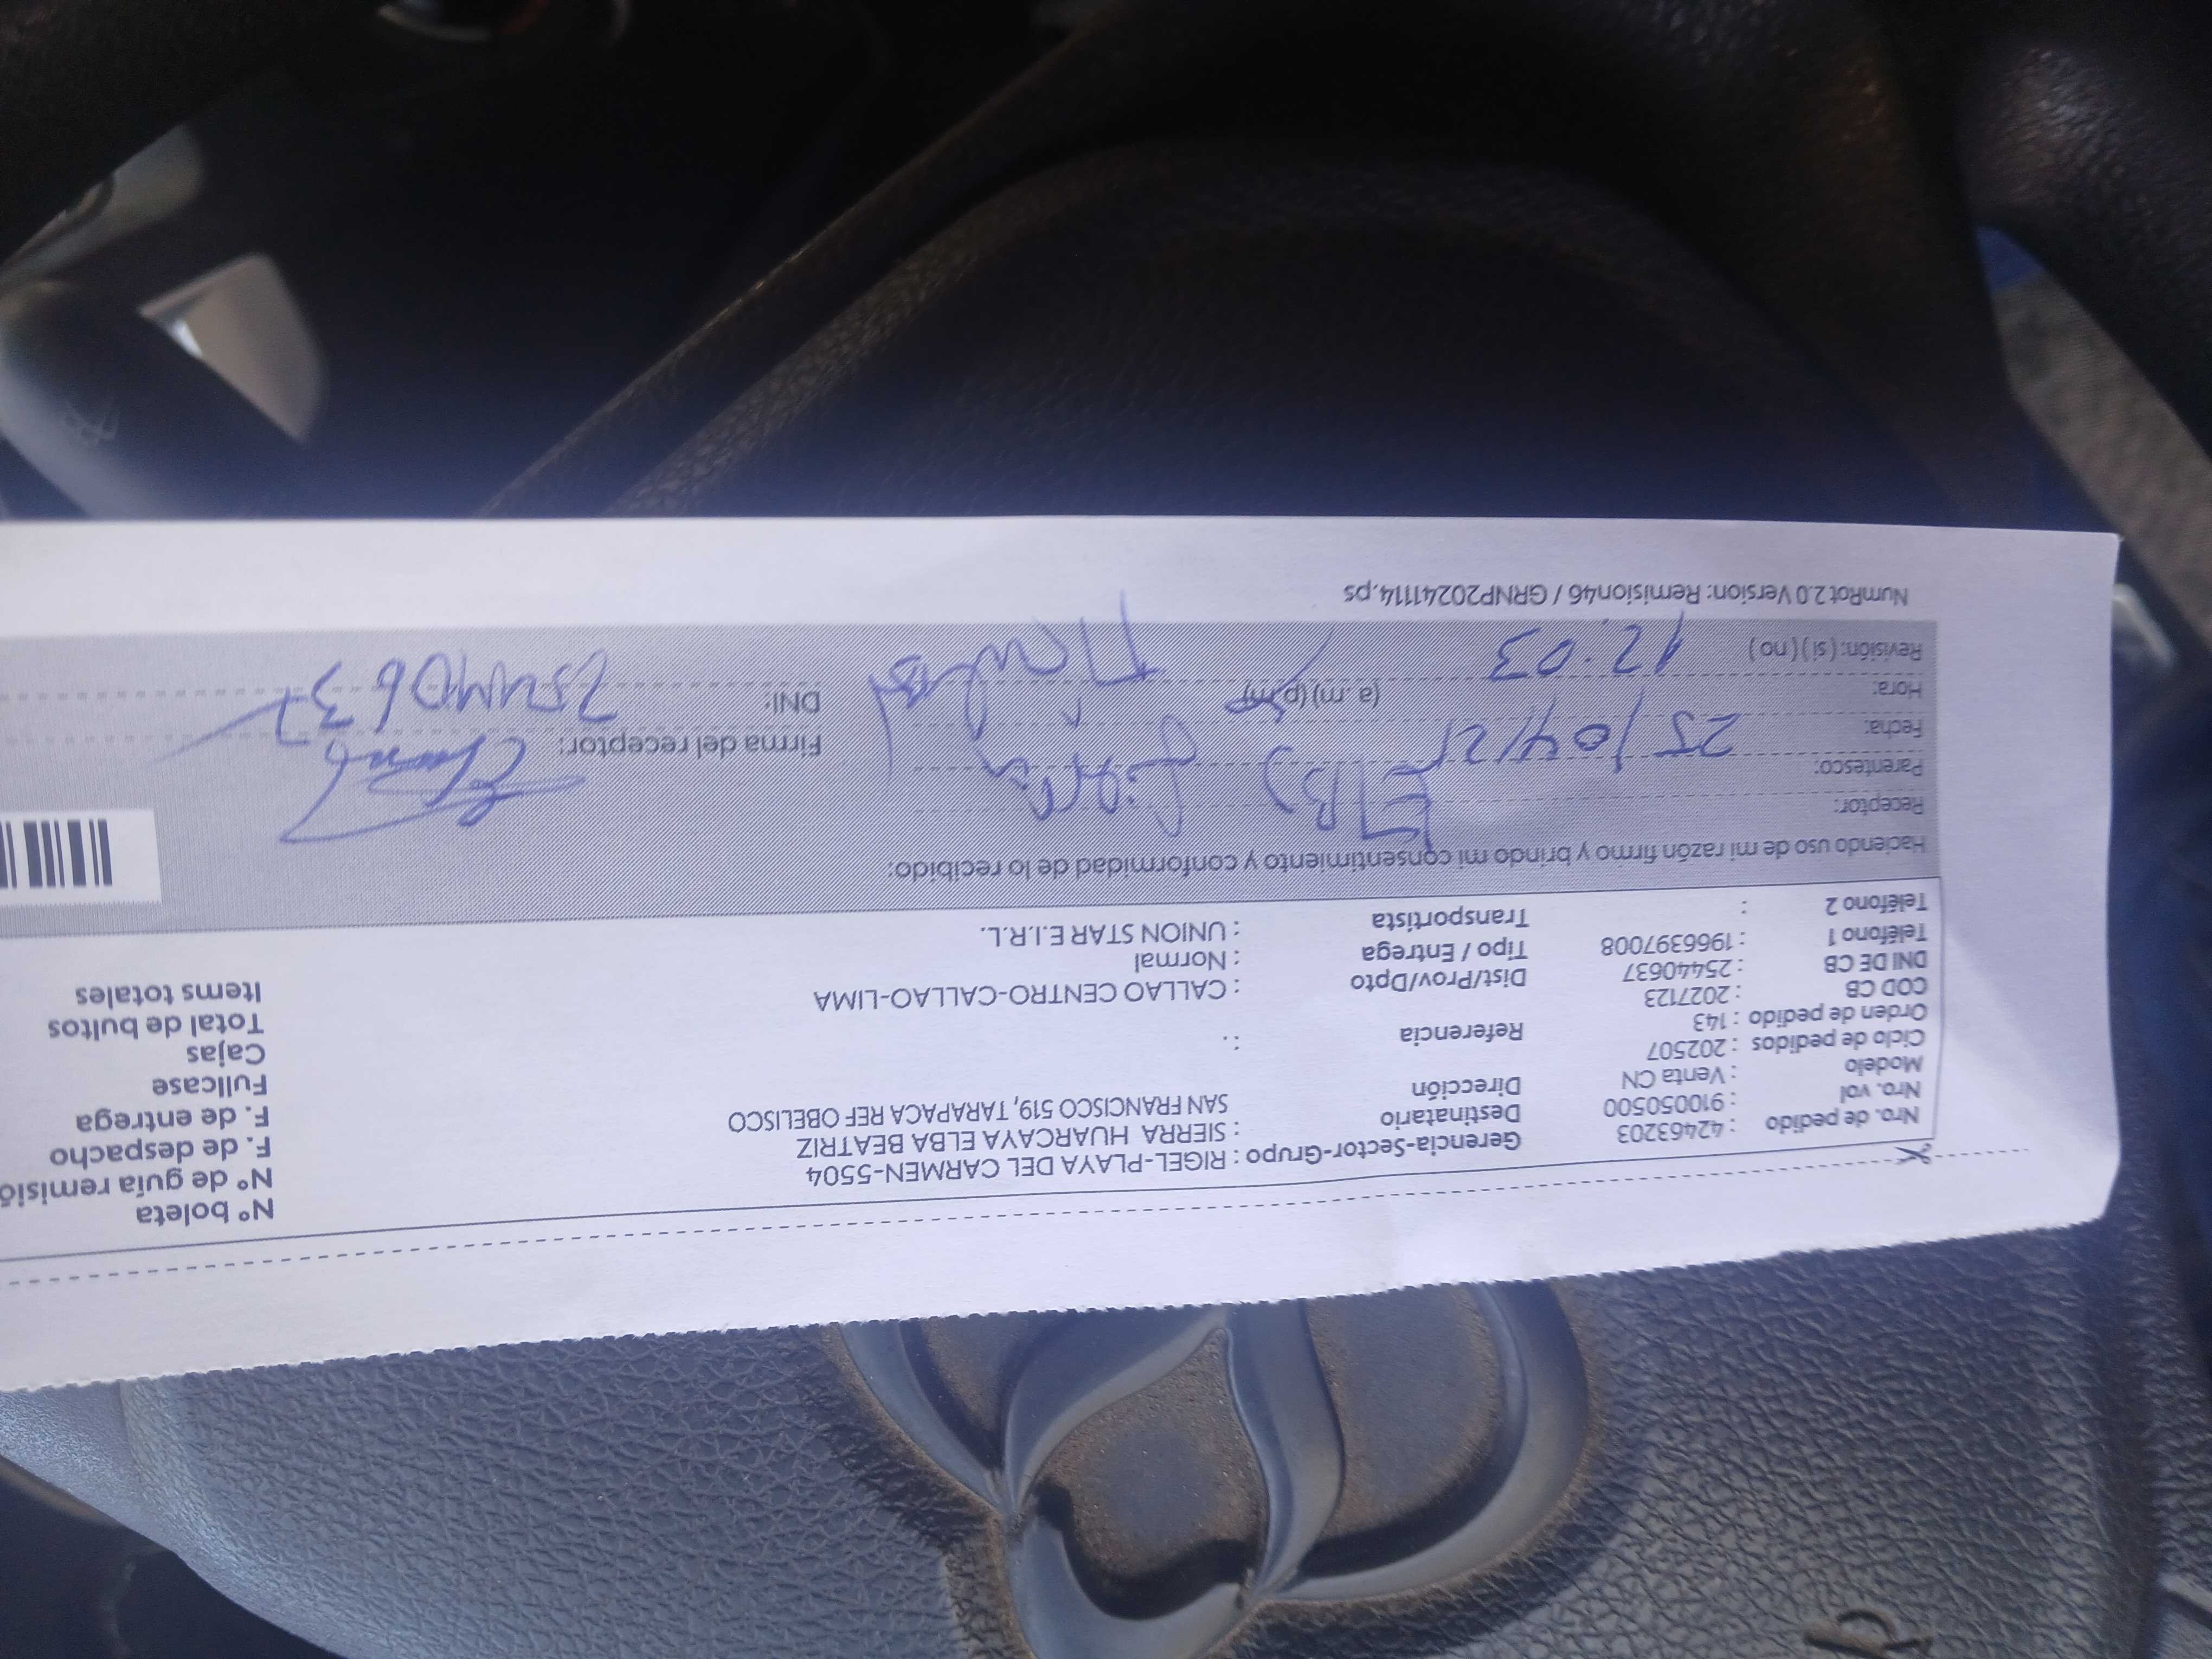 Nº boleta
Gerencia-Sector-Grupo : RIGEL-PLAYA DEL CARMEN-5504
Nº de guía remisió
Nro. de pedido : 42463203
Destinatario : SIERRA HUARCAYA ELBA BEATRIZ
F. de despacho
Nro. vol : 910050500
Dirección SAN FRANCISCO 519, TARAPACA REF OBELISCO
F. de entrega
Modelo : Venta CN
Fullcase
Ciclo de pedidos : 202507
Referencia : .
Cajas
Orden de pedido : 143
Total de bultos
COD CB : 2027123
Dist/Prov/Dpto : CALLAO CENTRO-CALLAO-LIMA
Items totales
DNI DE CB : 25440637
Tipo / Entrega : Normal
Teléfono 1 : 1966397008
Transportista : UNION STAR E.I.R.L.
Teléfono 2 :
Haciendo uso de mi razón firmo y brindo mi consentimiento y conformidad de lo recibido:
Receptor:
Parentesco:
Firma del receptor:
Fecha: 25/04/25
Hora: 12:03 (a.m) (p.m)
DNI: 25440637
Revisión: ( si ) ( no )
NumRot 2.0 Version: Remision46 / GRNP20241114.ps